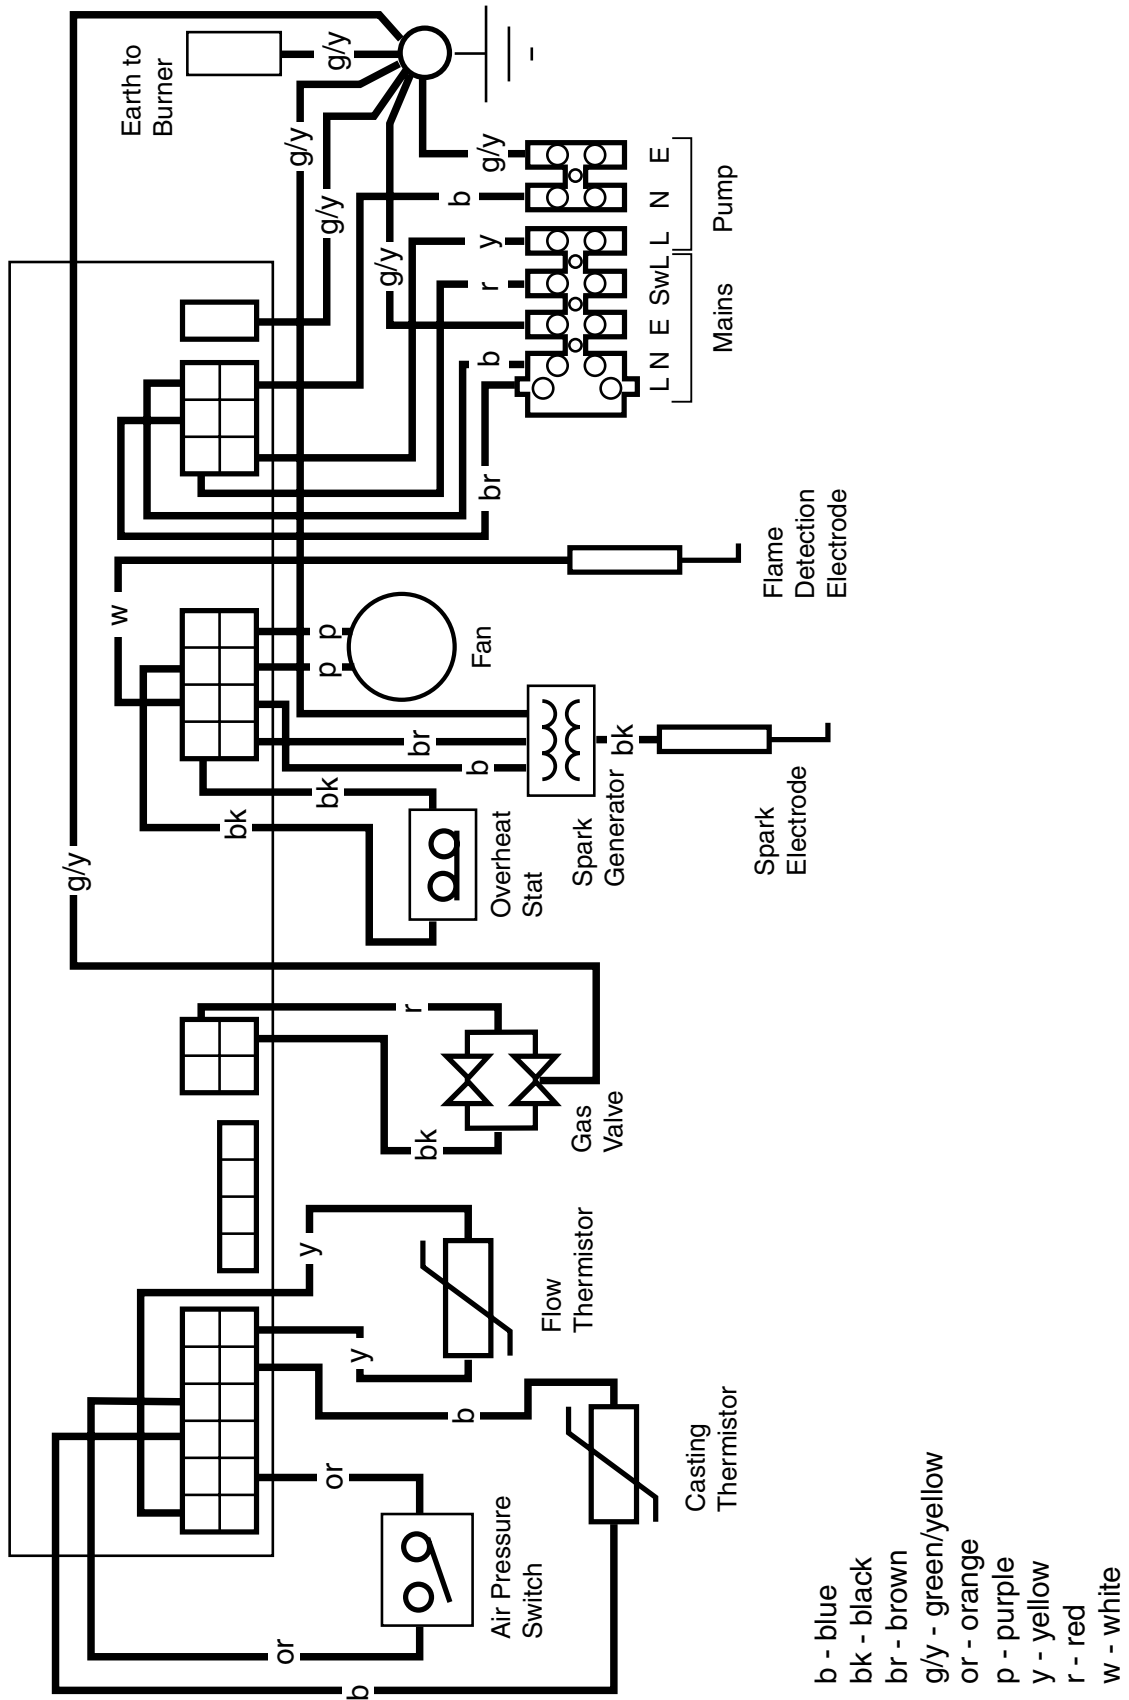 g/y
b
or
w
bk
or
y
bk
p
p
g/y
g/y
g/y
Earth to
Burner
y
r
br
g/y
b
bk
b
br
b
r
y
b
g/y
Air Pressure
Switch
Flow
Thermistor
Gas
Valve
Overheat
Stat
Fan
Spark
Generator
bk
L N E SwL L N E
Mains
Pump
Casting
Thermistor
Spark
Electrode
Flame
Detection
Electrode
b - blue
bk - black
br - brown
g/y - green/yellow
or - orange
p - purple
y - yellow
r - red
w - white